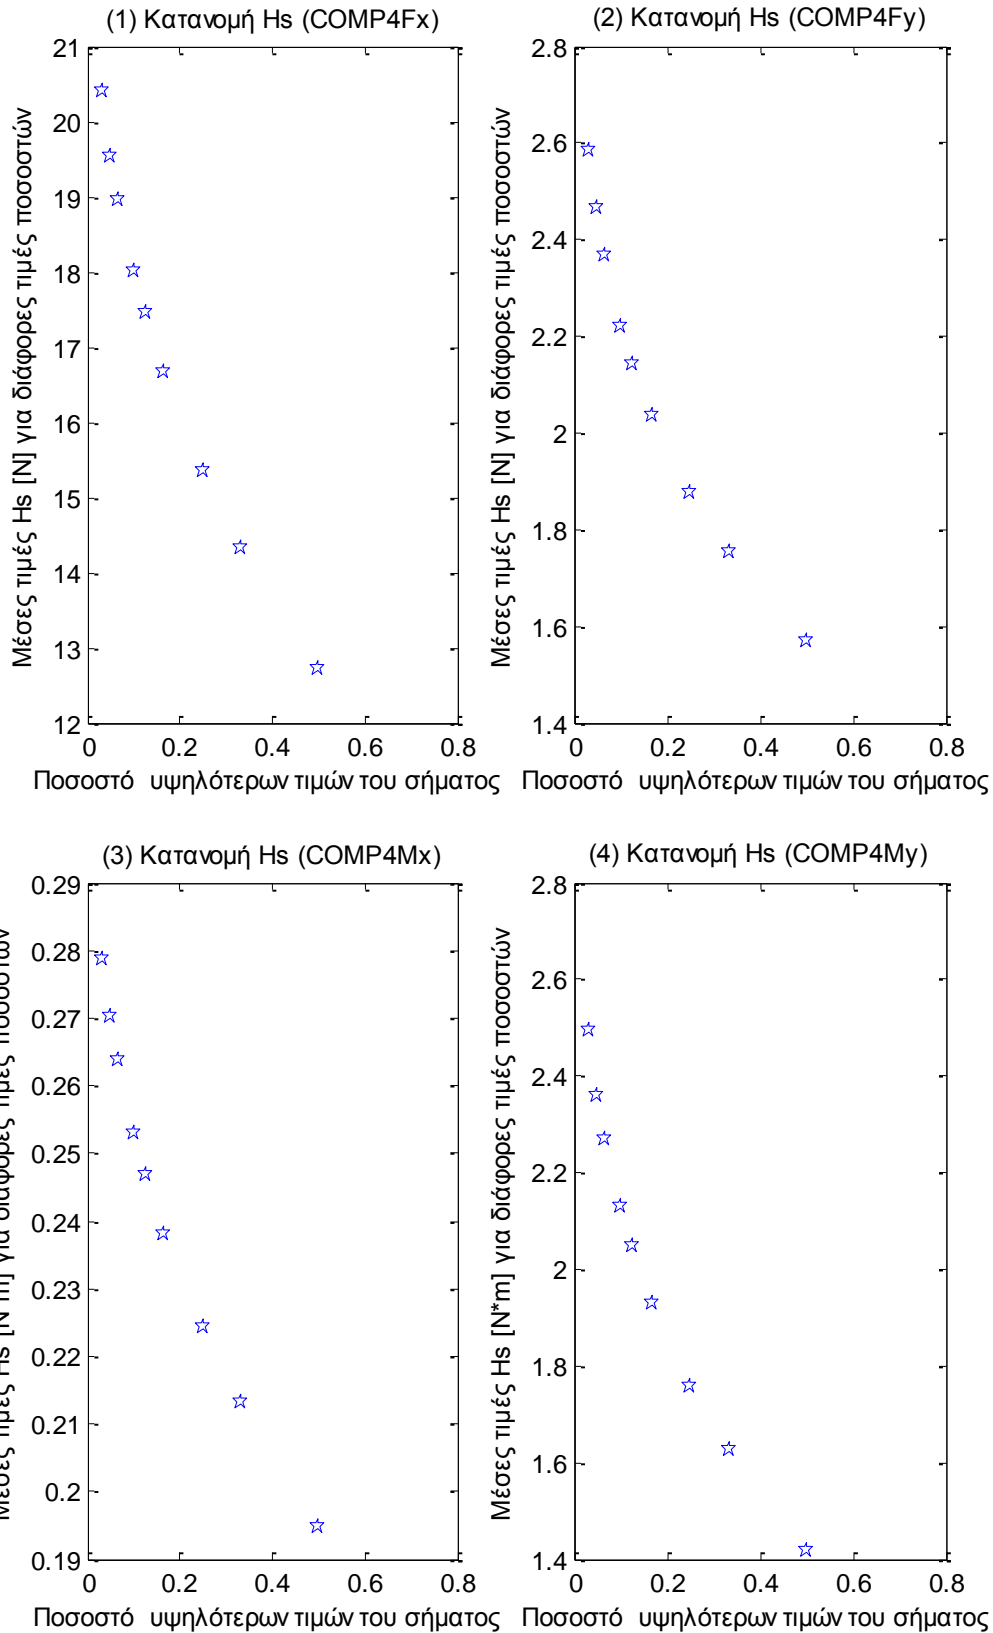 (1) Κατανομή Hs (COMP4Fx)
21
20
19
18
17
16
15
14
13
12
0 0.2 0.4 0.6 0.8
Μέσες τιμές Hs [N] για διάφορες τιμές ποσοστών
Ποσοστό υψηλότερων τιμών του σήματος
(2) Κατανομή Hs (COMP4Fy)
2.8
2.6
2.4
2.2
2
1.8
1.6
1.4
0 0.2 0.4 0.6 0.8
Μέσες τιμές Hs [N] για διάφορες τιμές ποσοστών
Ποσοστό υψηλότερων τιμών του σήματος
(3) Κατανομή Hs (COMP4Mx)
0.29
0.28
0.27
0.26
0.25
0.24
0.23
0.22
0.21
0.2
0.19
0 0.2 0.4 0.6 0.8
Μέσες τιμές Hs [N*m] για διάφορες τιμές ποσοστών
Ποσοστό υψηλότερων τιμών του σήματος
(4) Κατανομή Hs (COMP4My)
2.8
2.6
2.4
2.2
2
1.8
1.6
1.4
0 0.2 0.4 0.6 0.8
Μέσες τιμές Hs [N*m] για διάφορες τιμές ποσοστών
Ποσοστό υψηλότερων τιμών του σήματος